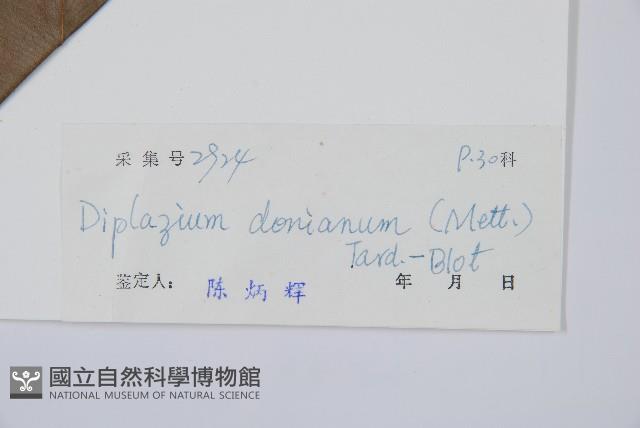 采集号 2924 P.30科
Diplazium donianum (Mett.)
Tard.-Blot
鉴定人: 陈炳辉 年 月 日
國立自然科學博物館
NATIONAL MUSEUM OF NATURAL SCIENCE